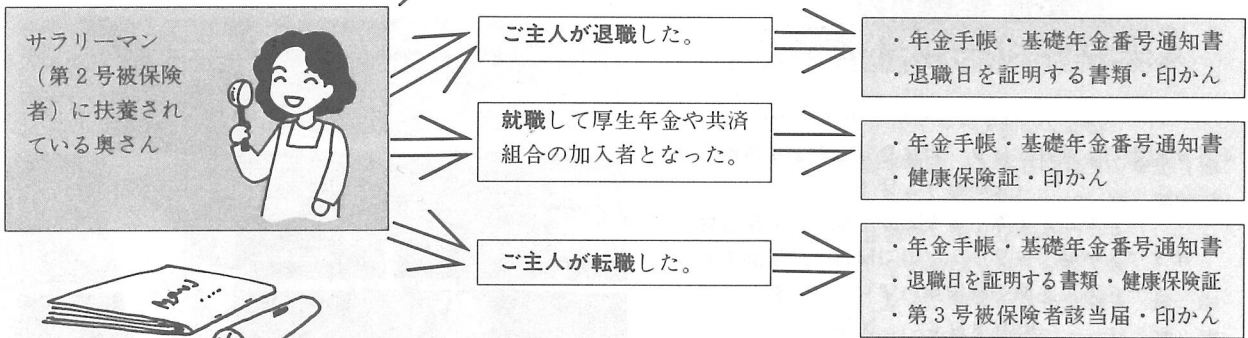 サラリーマン
（第２号被保険
者）に扶養され
ている奥さん
ご主人が退職した。
・年金手帳・基礎年金番号通知書
・退職日を証明する書類・印かん
就職して厚生年金や共済
組合の加入者となった。
・年金手帳・基礎年金番号通知書
・健康保険証・印かん
ご主人が転職した。
・年金手帳・基礎年金番号通知書
・退職日を証明する書類・健康保険証
・第３号被保険者該当届・印かん